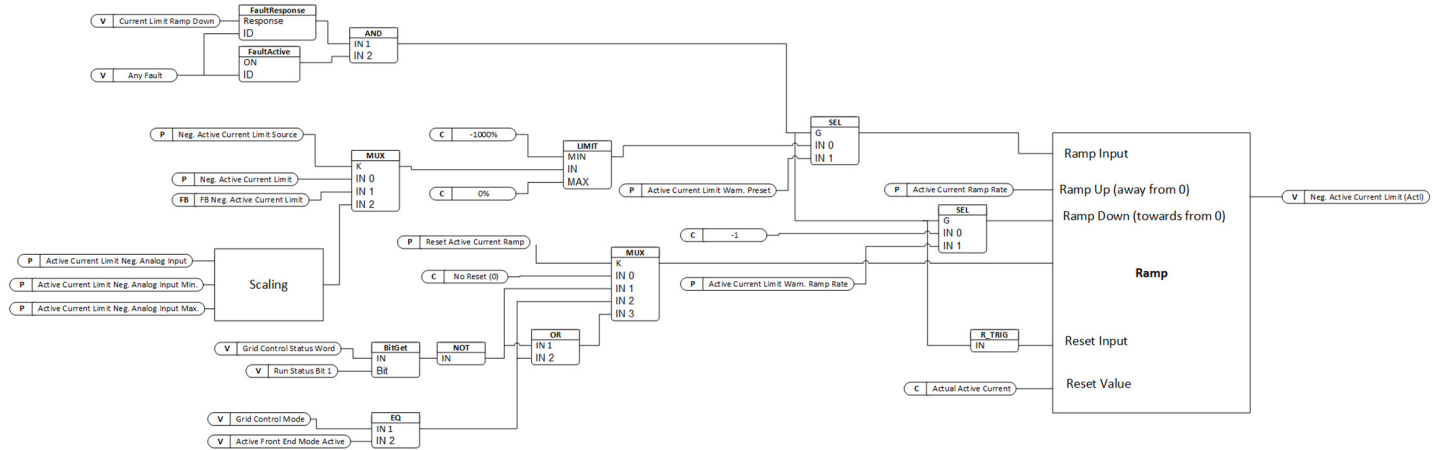 FaultResponse
V Current Limit Ramp Down
Response
ID
AND
IN 1
IN 2
FaultActive
ON
ID
V Any Fault
SEL
G
IN 0
IN 1
P Neg. Active Current Limit Source
C -1000%
LIMIT
MIN
IN
MAX
MUX
K
IN 0
IN 1
IN 2
P Neg. Active Current Limit
FB FB Neg. Active Current Limit
C 0%
P Active Current Limit Warn. Preset
Ramp Input
P Active Current Ramp Rate
Ramp Up (away from 0)
V Neg. Active Current Limit (Actl)
SEL
G
IN 0
IN 1
Ramp Down (towards from 0)
C -1
P Reset Active Current Ramp
MUX
K
IN 0
IN 1
IN 2
IN 3
P Active Current Limit Neg. Analog Input
C No Reset (0)
Ramp
P Active Current Limit Neg. Analog Input Min.
Scaling
P Active Current Limit Warn. Ramp Rate
P Active Current Limit Neg. Analog Input Max.
OR
IN 1
IN 2
R_TRIG
IN
Reset Input
BitGet
IN
Bit
NOT
IN
V Grid Control Status Word
V Run Status Bit 1
C Actual Active Current
Reset Value
EQ
IN 1
IN 2
V Grid Control Mode
V Active Front End Mode Active